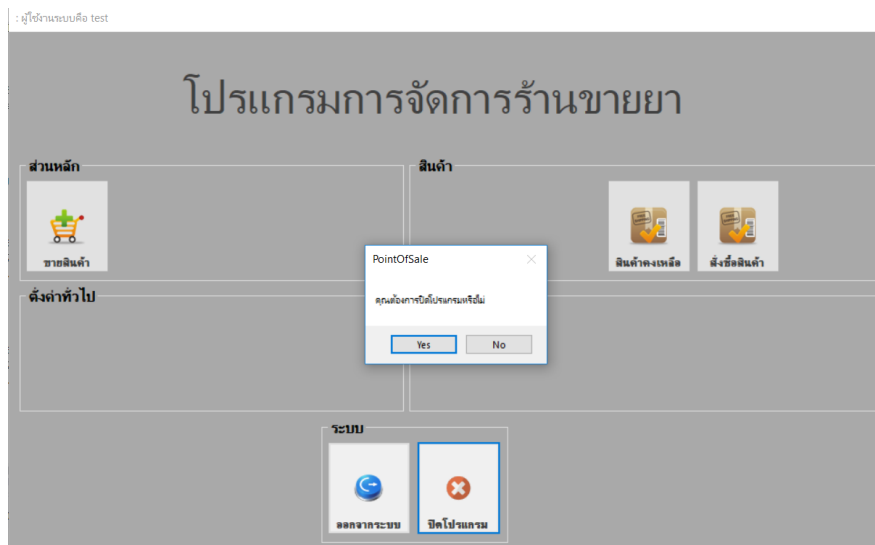 : ผู้ใช้งานระบบคือ test
โปรแกรมการจัดการร้านขายยา
ส่วนหลัก
สินค้า
ขายสินค้า
สินค้าคงเหลือ
สั่งซื้อสินค้า
PointOfSale
คุณต้องการปิดโปรแกรมหรือไม่
Yes
No
ตั้งค่าทั่วไป
ระบบ
ออกจากระบบ
ปิดโปรแกรม